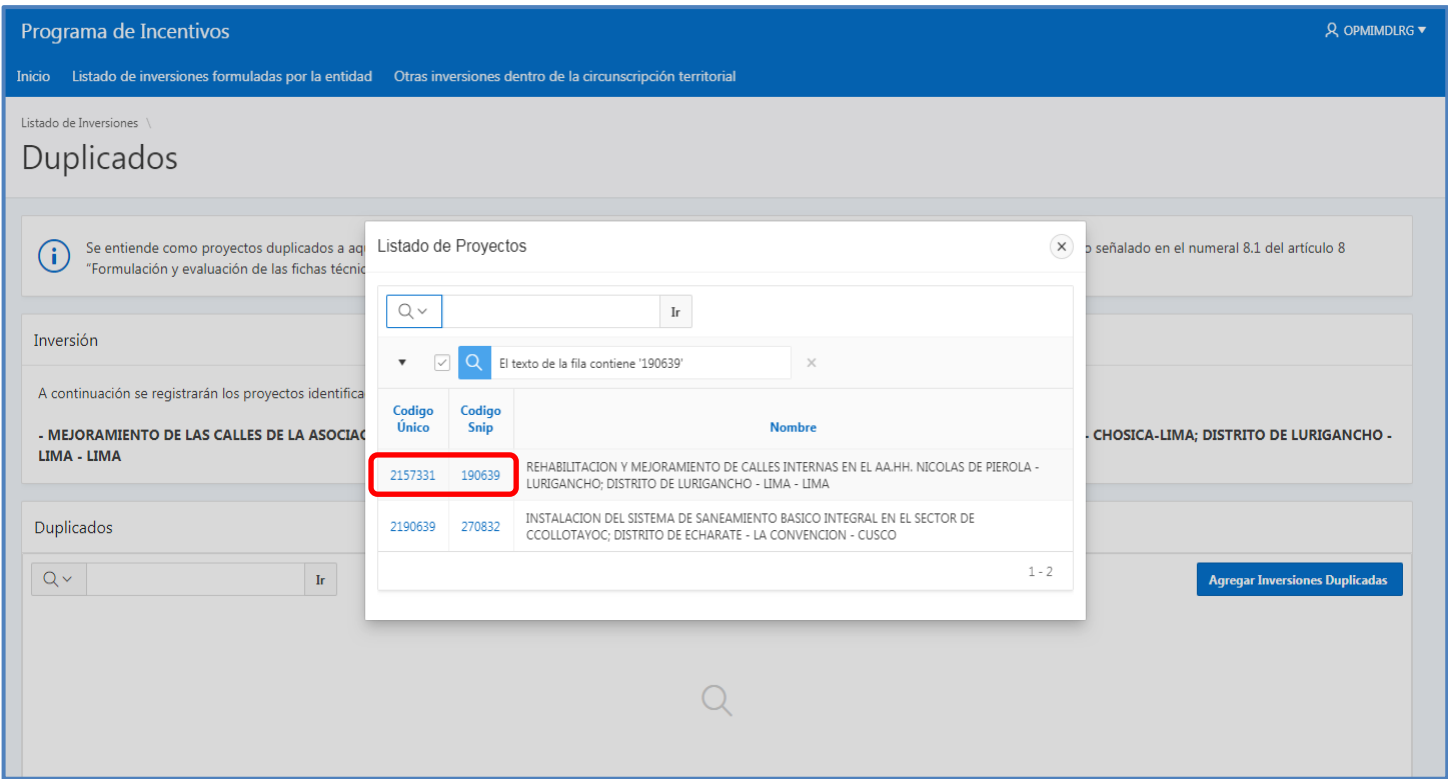 Programa de Incentivos
OPMIMDLRG
Inicio Listado de inversiones formuladas por la entidad Otras inversiones dentro de la circunscripción territorial
Listado de Inversiones \
Duplicados
Se entiende como proyectos duplicados a aq
o señalado en el numeral 8.1 del artículo 8
"Formulación y evaluación de las fichas técnic
Inversión
A continuación se registrarán los proyectos identifica
- MEJORAMIENTO DE LAS CALLES DE LA ASOCIAC
- CHOSICA-LIMA; DISTRITO DE LURIGANCHO -
LIMA - LIMA
Duplicados
Ir
Agregar Inversiones Duplicadas
Listado de Proyectos
Ir
El texto de la fila contiene '190639'
Codigo Único Codigo Snip Nombre
2157331 190639 REHABILITACION Y MEJORAMIENTO DE CALLES INTERNAS EN EL AA.HH. NICOLAS DE PIEROLA -
LURIGANCHO; DISTRITO DE LURIGANCHO - LIMA - LIMA
2190639 270832 INSTALACION DEL SISTEMA DE SANEAMIENTO BASICO INTEGRAL EN EL SECTOR DE
CCOLLOTAYOC; DISTRITO DE ECHARATE - LA CONVENCION - CUSCO
1 - 2